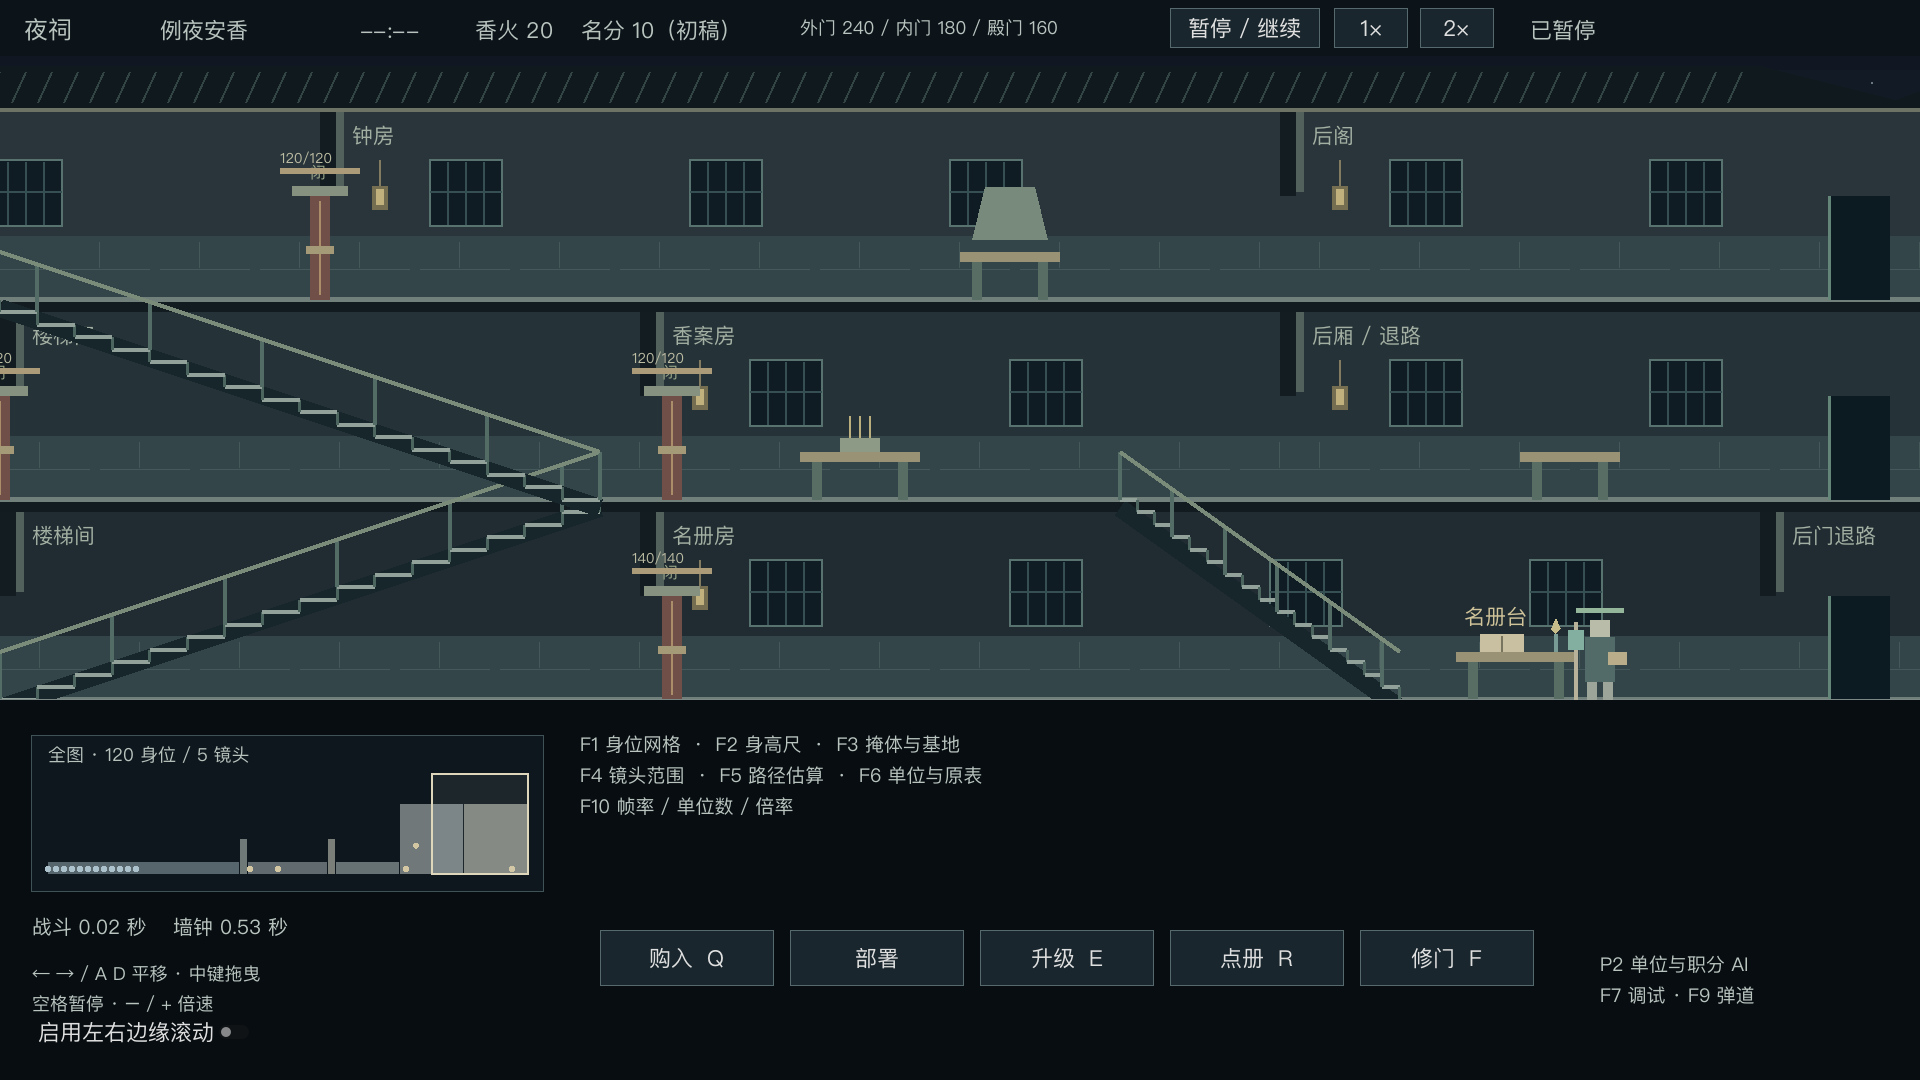 夜祠
例夜安香
--:--
香火 20
名分 10（初稿）
外门 240 / 内门 180 / 殿门 160
暂停 / 继续
1×
2×
已暂停
钟房
后阁
120/120
闭
香案房
后厢 / 退路
120/120
闭
楼梯间
名册房
后门退路
140/140
闭
名册台
全图 · 120 身位 / 5 镜头
F1 身位网格 · F2 身高尺 · F3 掩体与基地
F4 镜头范围 · F5 路径估算 · F6 单位与原表
F10 帧率 / 单位数 / 倍率
战斗 0.02 秒 墙钟 0.53 秒
购入 Q
部署
升级 E
点册 R
修门 F
P2 单位与职分 AI
F7 调试 · F9 弹道
←→ / A D 平移 · 中键拖曳
空格暂停 · − / + 倍速
启用左右边缘滚动